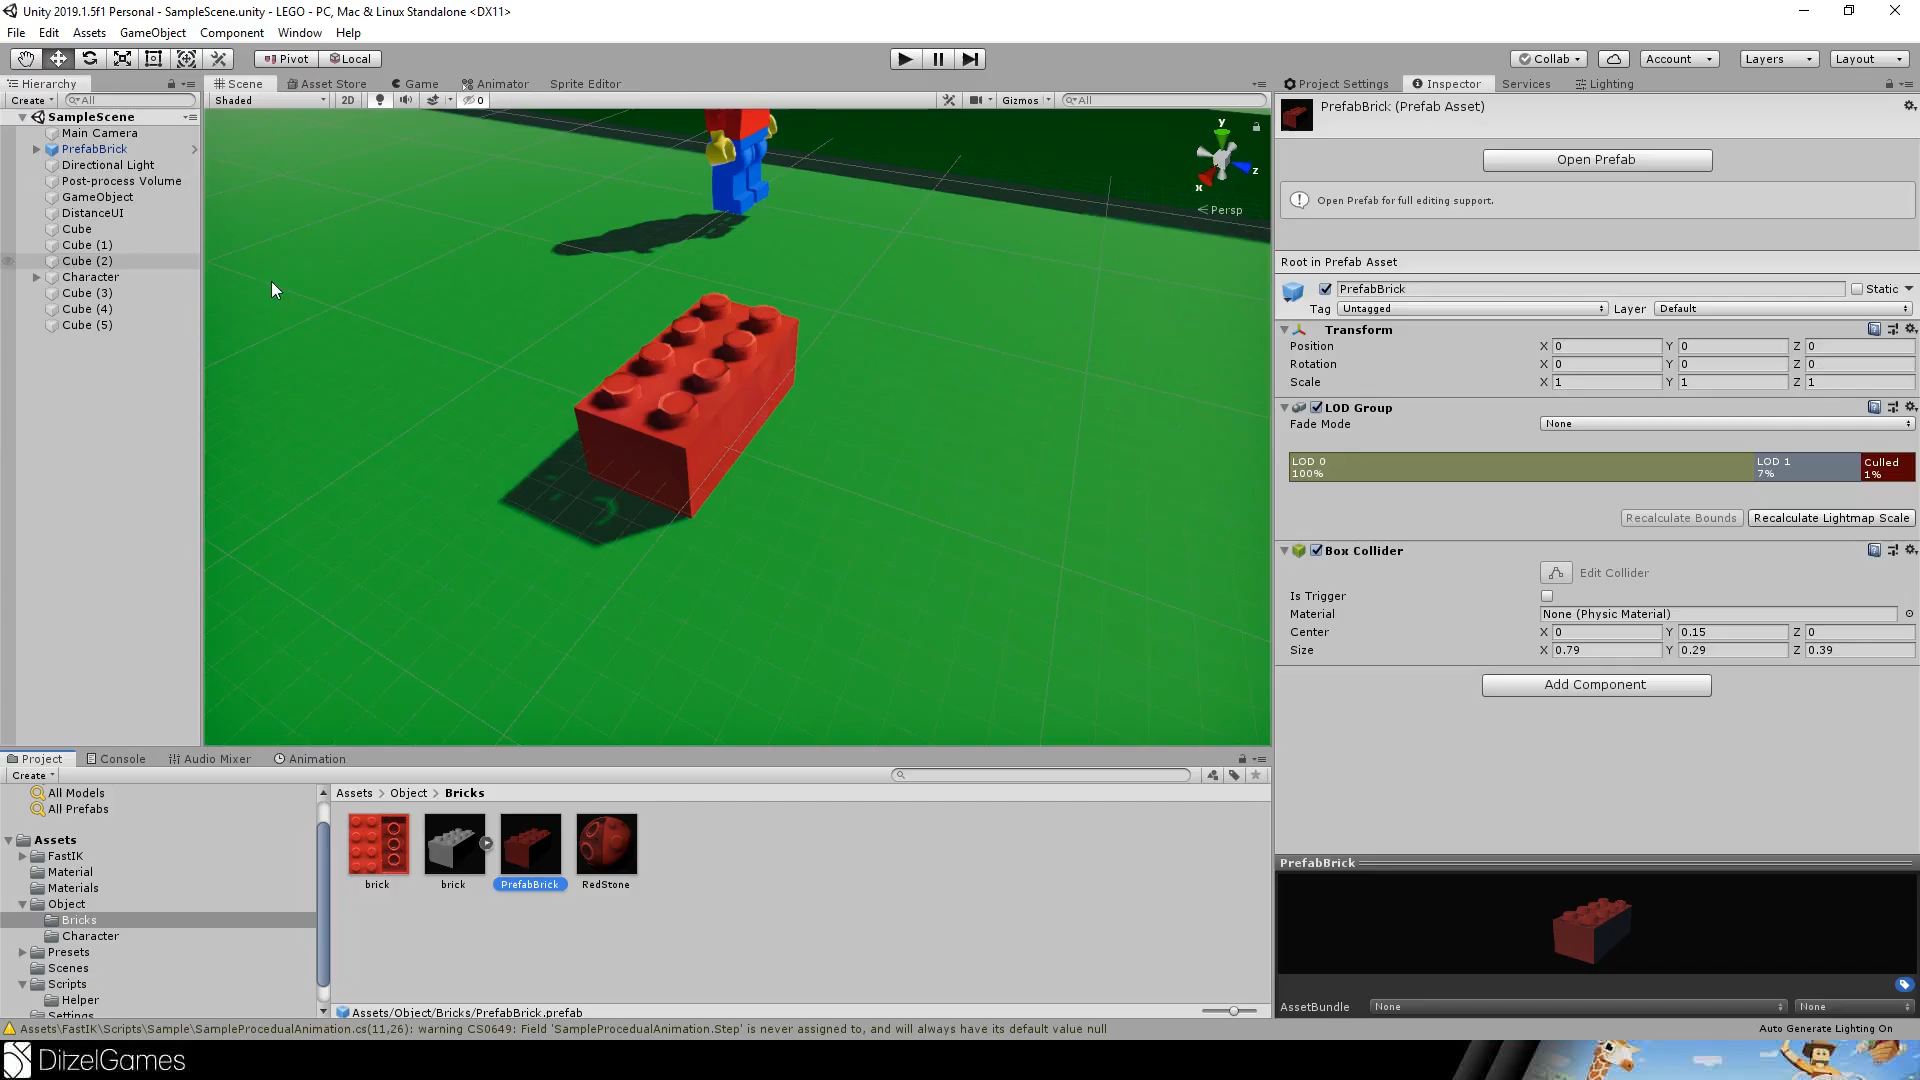 Unity 2019.1.5f1 Personal - SampleScene.unity - LEGO - PC, Mac & Linux Standalone <DX11>
File Edit Assets GameObject Component Window Help
Pivot Local Collab Account Layers Layout
Hierarchy
Create All
SampleScene
Main Camera
PrefabBrick
Directional Light
Post-process Volume
GameObject
DistanceUI
Cube
Cube (1)
Cube (2)
Character
Cube (3)
Cube (4)
Cube (5)
Scene Asset Store Game Animator Sprite Editor
Shaded 2D 0 Gizmos All
y
z
x
Persp
Project Settings Inspector Services Lighting
PrefabBrick (Prefab Asset)
Open Prefab
Open Prefab for full editing support.
Root in Prefab Asset
PrefabBrick Static
Tag Untagged Layer Default
Transform
Position X 0 Y 0 Z 0
Rotation X 0 Y 0 Z 0
Scale X 1 Y 1 Z 1
LOD Group
Fade Mode None
LOD 0 LOD 1 Culled
100% 7% 1%
Recalculate Bounds Recalculate Lightmap Scale
Box Collider
Edit Collider
Is Trigger
Material None (Physic Material)
Center X 0 Y 0.15 Z 0
Size X 0.79 Y 0.29 Z 0.39
Add Component
Project Console Audio Mixer Animation
Create
All Models
All Prefabs
Assets
FastIK
Material
Materials
Object
Bricks
Character
Presets
Scenes
Scripts
Helper
Settings
Assets > Object > Bricks
brick brick PrefabBrick RedStone
Assets/Object/Bricks/PrefabBrick.prefab
PrefabBrick
AssetBundle None None
Assets\FastIK\Scripts\Sample\SampleProcedualAnimation.cs(11,26): warning CS0649: Field 'SampleProcedualAnimation.Step' is never assigned to, and will always have its default value null
Auto Generate Lighting On
DitzelGames